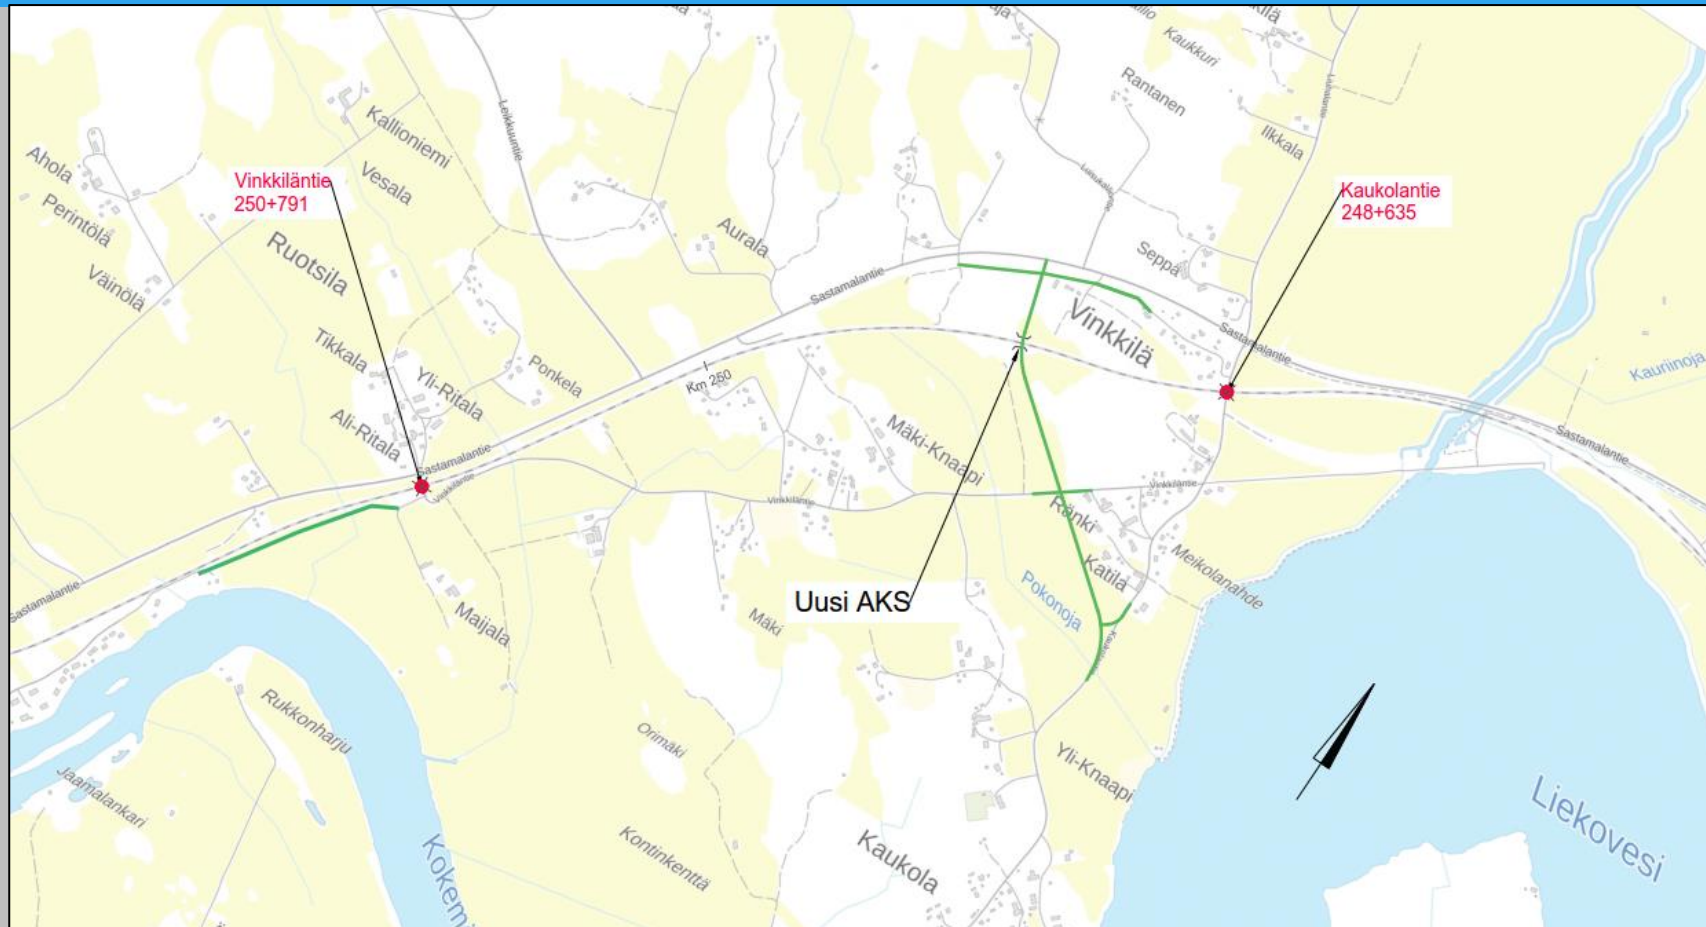 Kaukkuri
Rantanen
Ilkkala
Leikkuuntie
Kallioniemi
Vesala
Ahola
Perintölä
Väinölä
Vinkkiläntie
250+791
Kaukolantie
248+635
Ruotsila
Aurala
Seppä
Sastamalantie
Vinkkilä
Sastamalantie
Kauriinoja
Tikkala
Yli-Ritala
Ponkela
Km 250
Ali-Ritala
Sastamalantie
Vinkkiläntie
Mäki-Knaapi
Sastamalantie
Vinkkiläntie
Vinkkiläntie
Ränki
Katila
Meikolanahde
Sastamalantie
Uusi AKS
Pokonoja
Maijala
Mäki
Rukkonharju
Orimäki
Yli-Knaapi
Jaamalankari
Kontinkenttä
Kaukola
Liekovesi